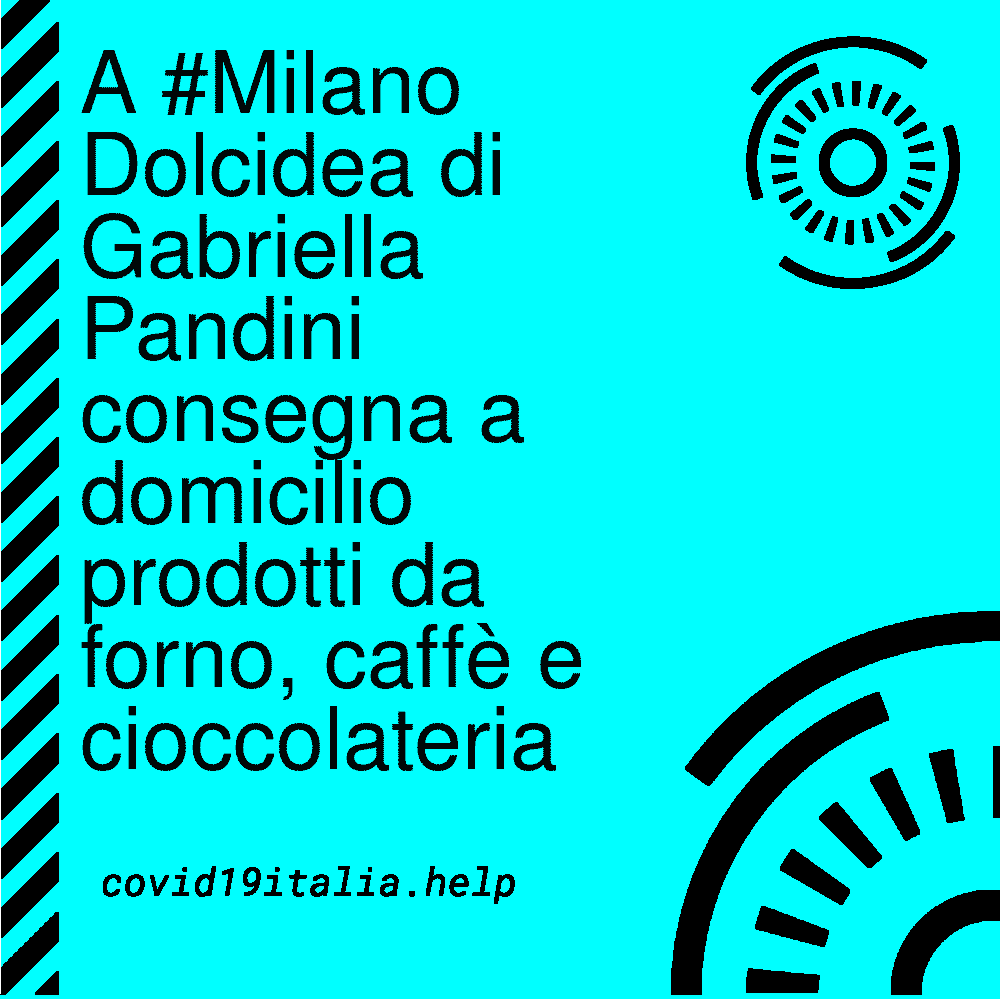 A #Milano
Dolcidea di
Gabriella
Pandini
consegna a
domicilio
prodotti da
forno, caffè e
cioccolateria
covid19italia.help